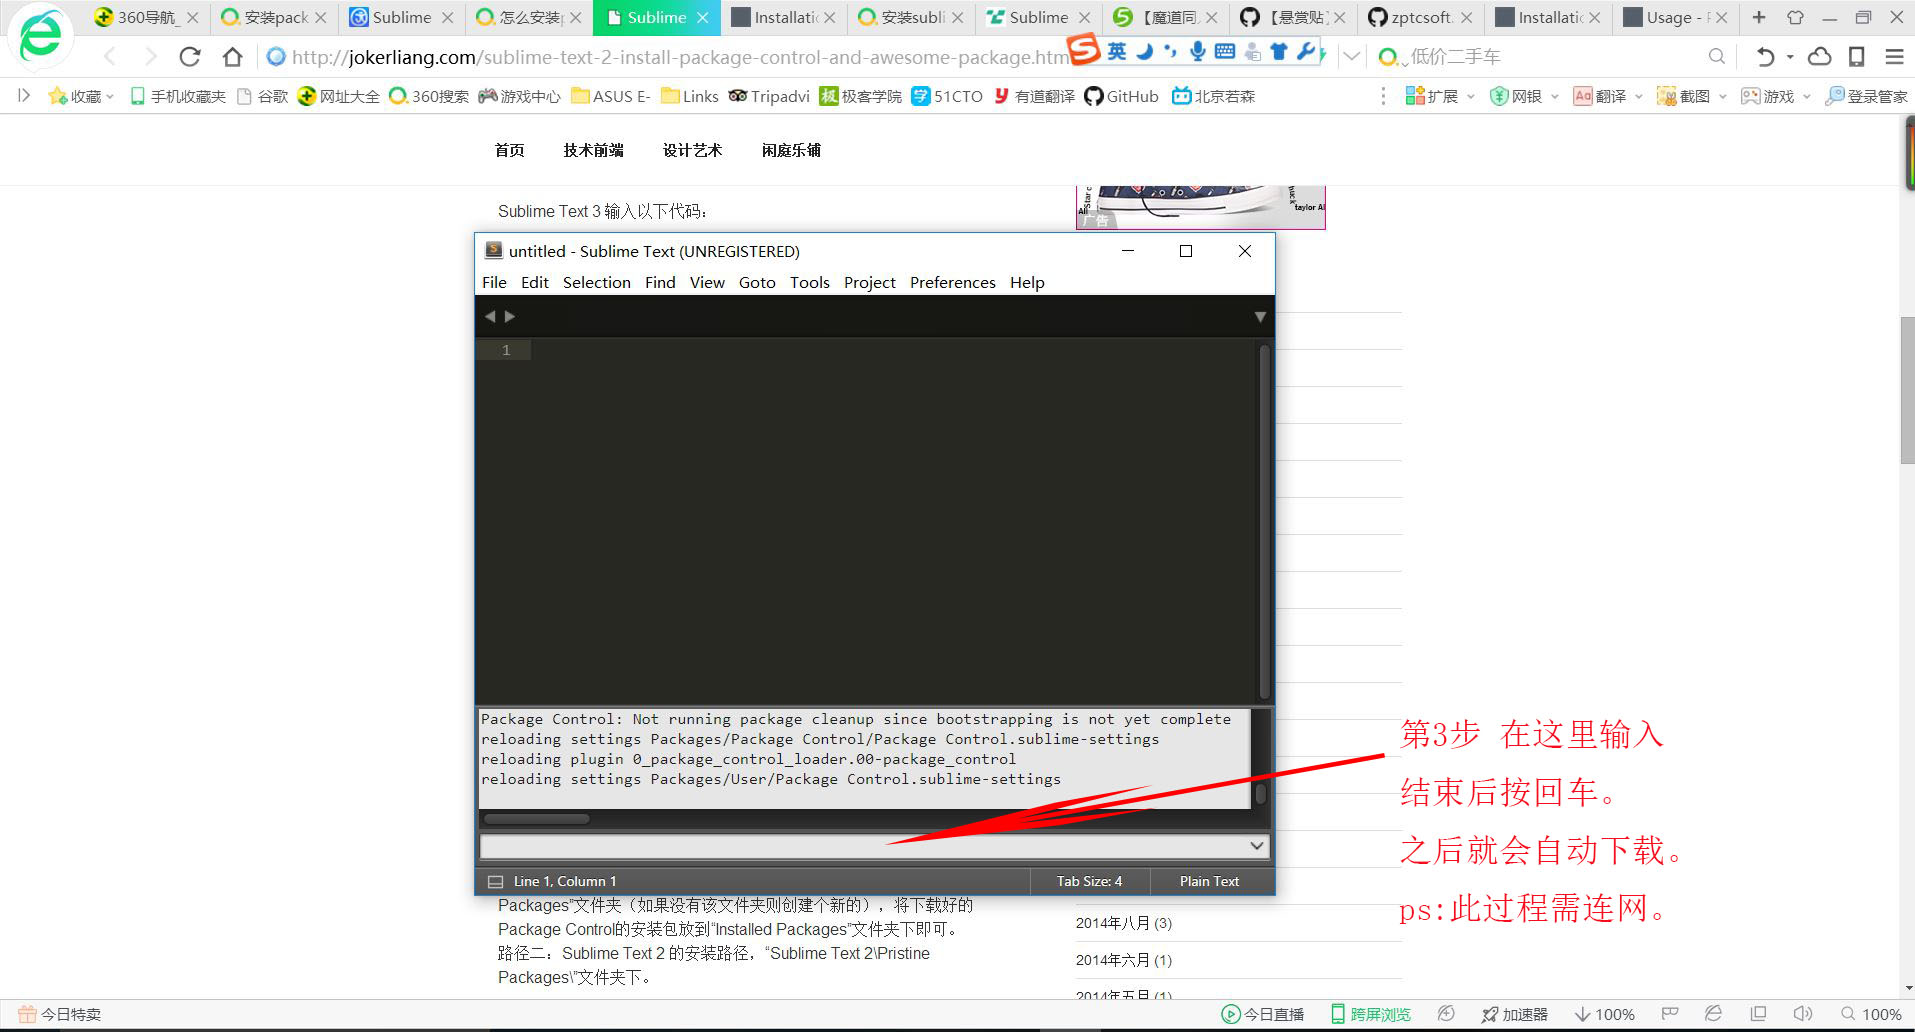 360导航_
安装pack
Sublime
怎么安装p
Sublime
Installatic
安装subli
Sublime
【魔道同
【悬赏贴】
zptcsoft.
Installatic
Usage - P
http://jokerliang.com/sublime-text-2-install-package-control-and-awesome-package.htm
英
低价二手车
收藏
手机收藏夹
谷歌
网址大全
360搜索
游戏中心
ASUS E-
Links
Tripadvi
极客学院
51CTO
有道翻译
GitHub
北京若森
扩展
网银
翻译
截图
游戏
登录管家
首页
技术前端
设计艺术
闲庭乐铺
Sublime Text 3 输入以下代码：
广告
taylor Al
untitled - Sublime Text (UNREGISTERED)
File Edit Selection Find View Goto Tools Project Preferences Help
1
Package Control: Not running package cleanup since bootstrapping is not yet complete
reloading settings Packages/Package Control/Package Control.sublime-settings
reloading plugin 0_package_control_loader.00-package_control
reloading settings Packages/User/Package Control.sublime-settings
Line 1, Column 1
Tab Size: 4
Plain Text
第3步 在这里输入
结束后按回车。
之后就会自动下载。
ps:此过程需连网。
Packages”文件夹（如果没有该文件夹则创建个新的），将下载好的
Package Control的安装包放到“Installed Packages”文件夹下即可。
路径二：Sublime Text 2 的安装路径，“Sublime Text 2\Pristine
Packages\”文件夹下。
2014年八月 (3)
2014年六月 (1)
2014年五月 (1)
今日特卖
今日直播
跨屏浏览
加速器
100%
100%